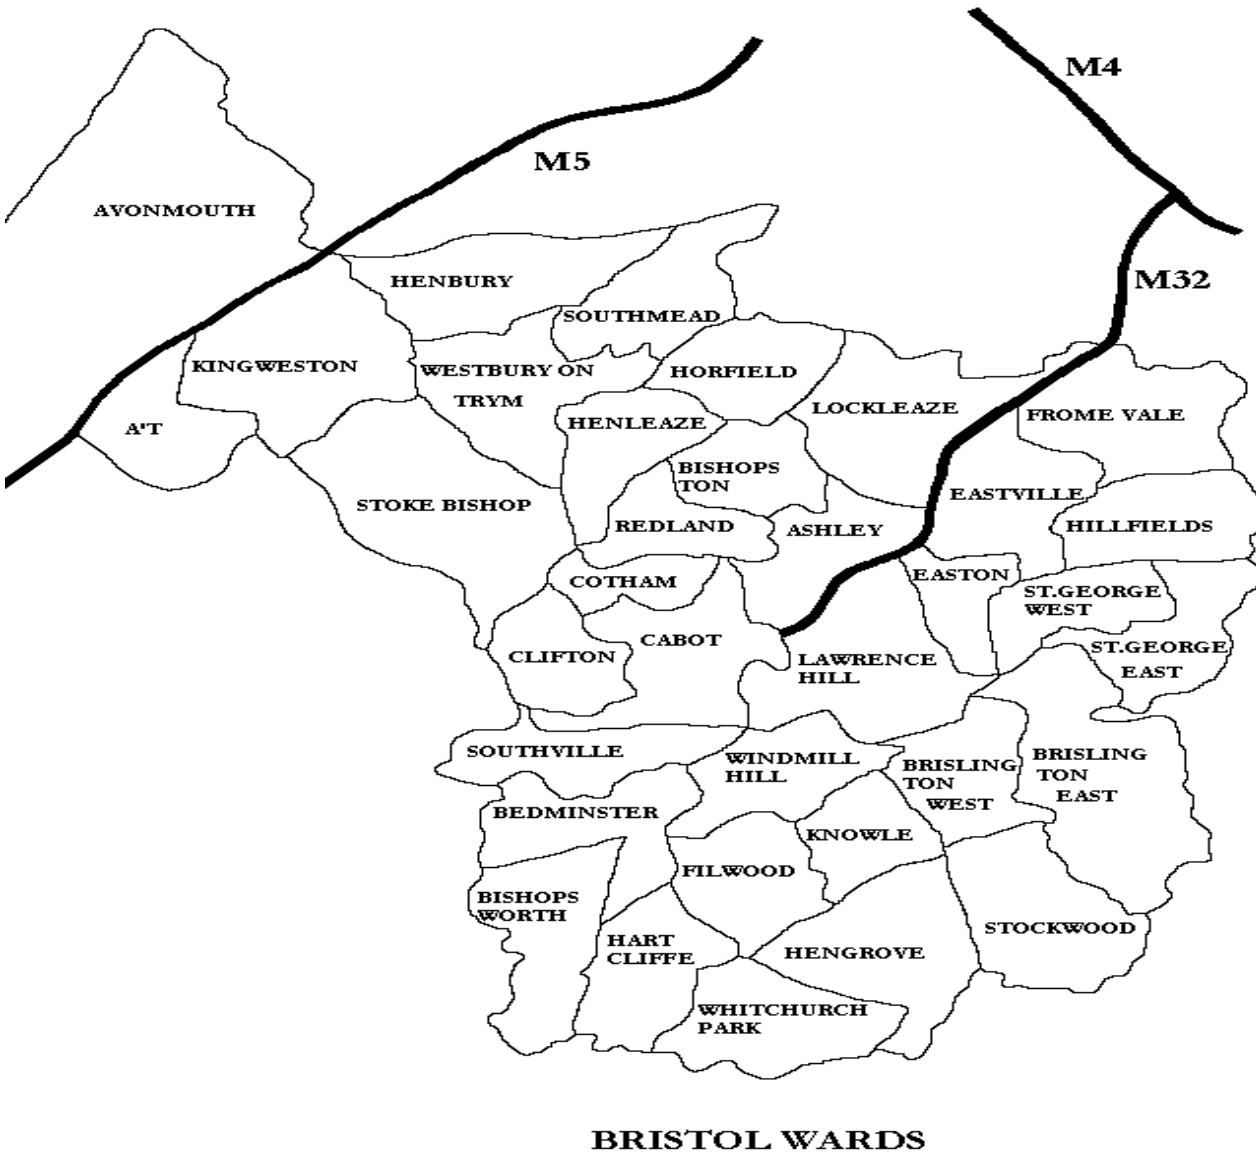 M4
M5
AVONMOUTH
M32
HENBURY
SOUTHMEAD
KINGWESTON
WESTBURY ON
TRYM
HORFIELD
LOCKLEAZE
FROME VALE
A'T
HENLEAZE
BISHOPS
TON
STOKE BISHOP
EASTVILLE
REDLAND
ASHLEY
HILLFIELDS
COTHAM
EASTON
ST.GEORGE
WEST
CLIFTON
CABOT
LAWRENCE
HILL
ST.GEORGE
EAST
SOUTHVILLE
WINDMILL
HILL
BRISLING
TON
WEST
BRISLING
TON
EAST
BEDMINSTER
KNOWLE
FILWOOD
BISHOPS
WORTH
HART
CLIFFE
HENGROVE
STOCKWOOD
WHITCHURCH
PARK
BRISTOL WARDS